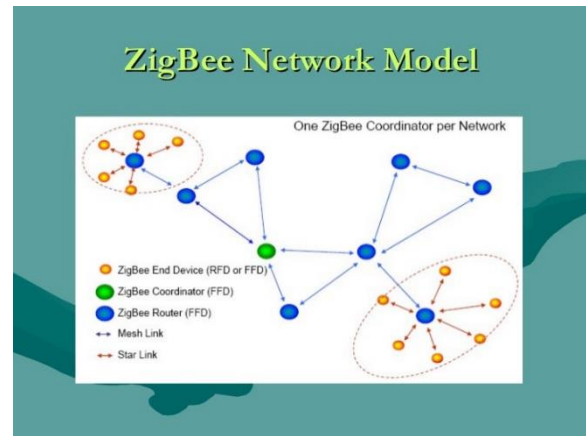 ZigBee Network Model
One ZigBee Coordinator per Network
ZigBee End Device (RFD or FFD)
ZigBee Coordinator (FFD)
ZigBee Router (FFD)
Mesh Link
Star Link